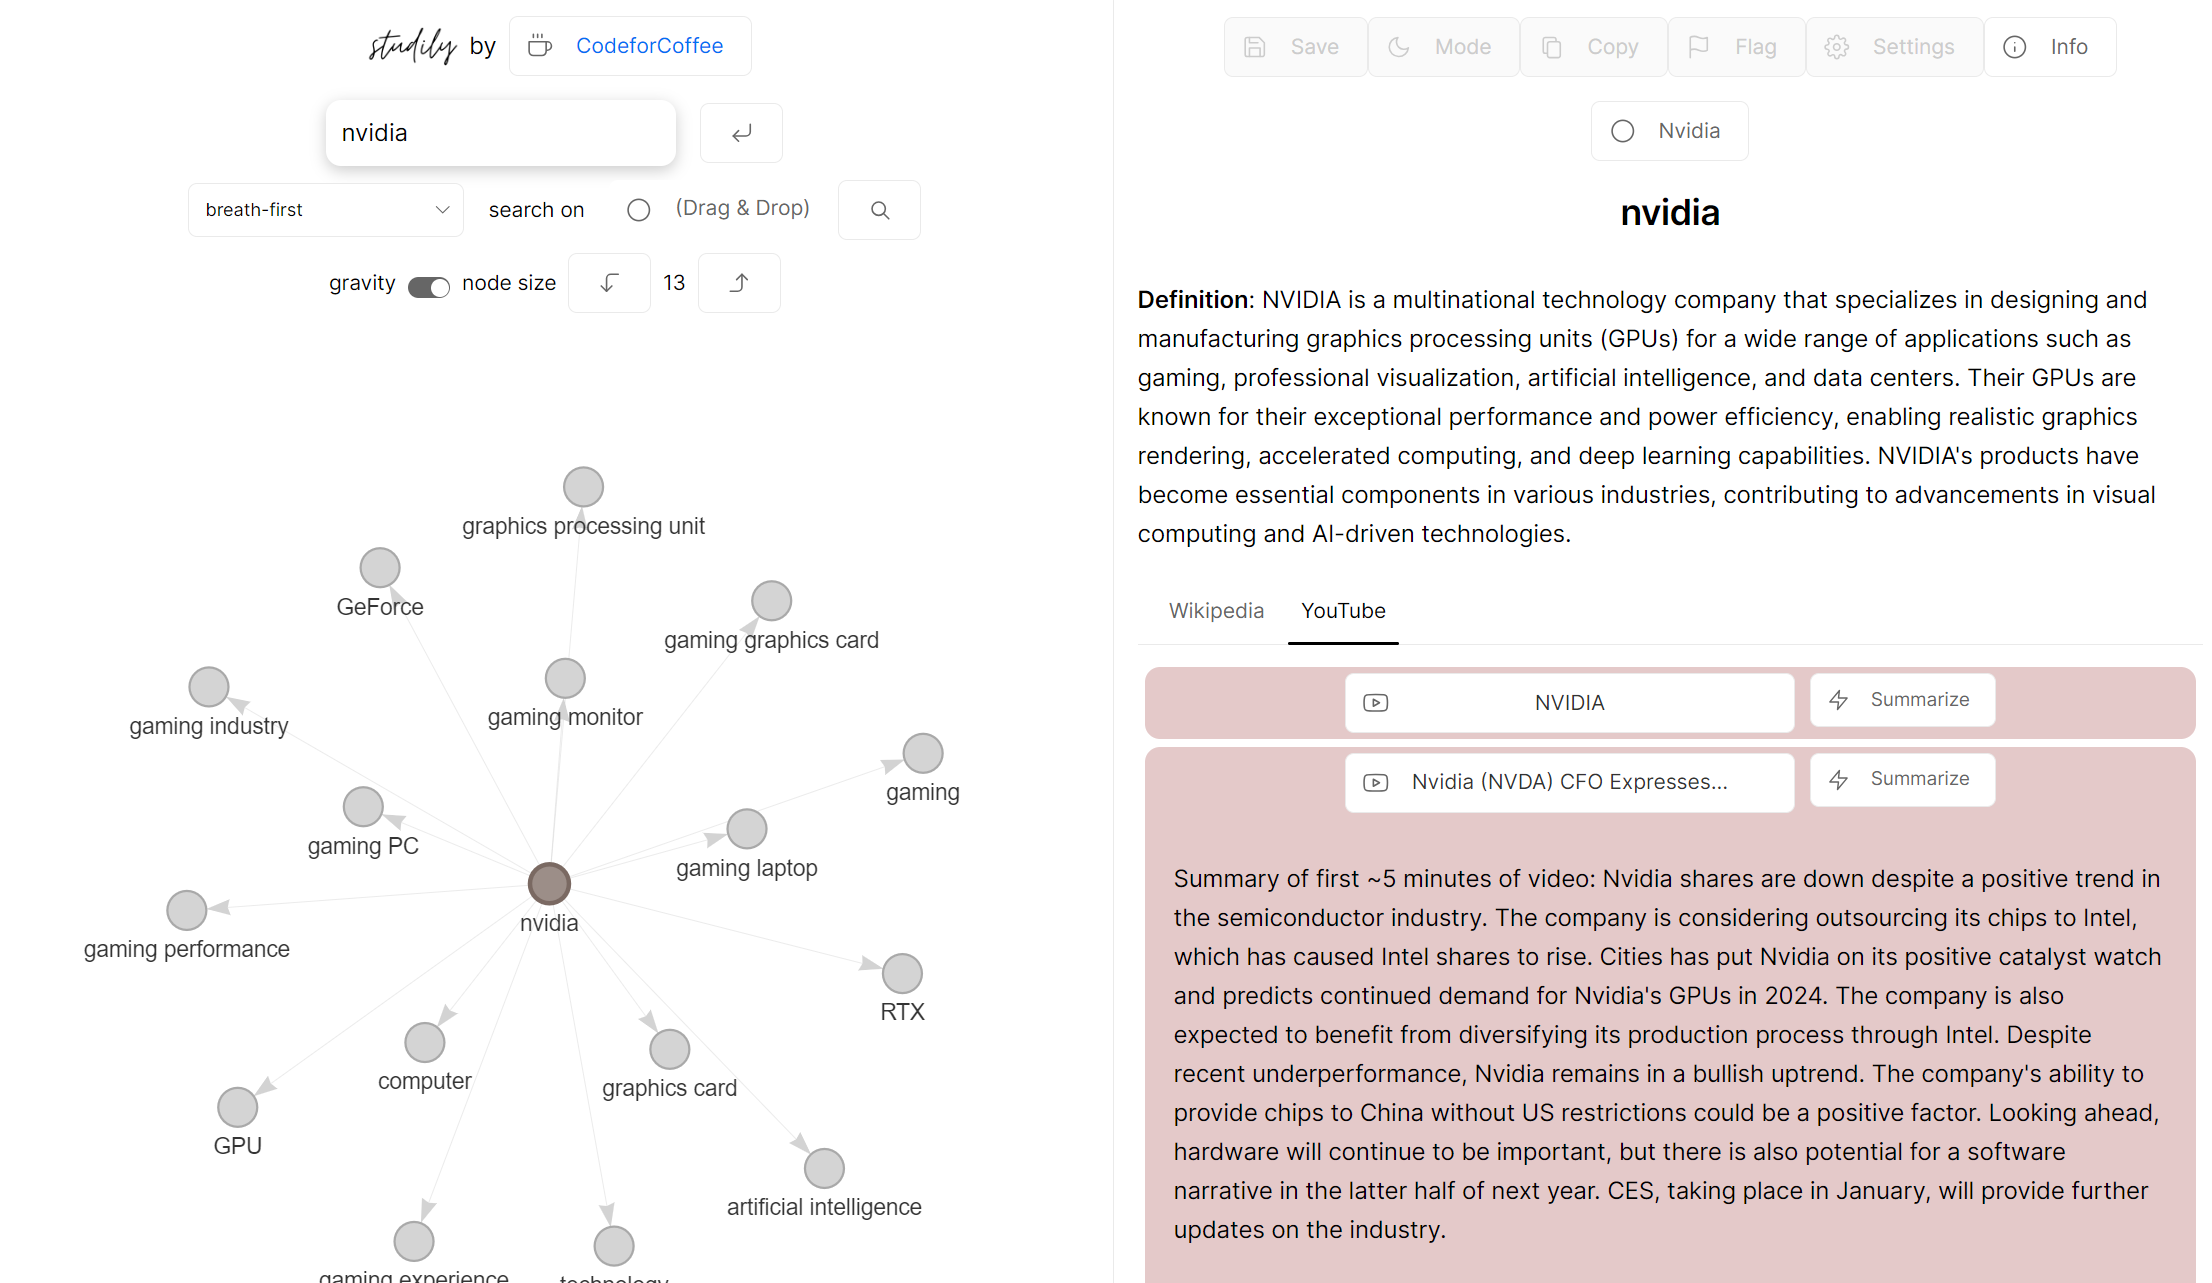 studily by CodeforCoffee
nvidia
breath-first search on (Drag & Drop)
gravity node size 13
graphics processing unit
GeForce
gaming graphics card
gaming industry
gaming monitor
gaming
gaming PC
gaming laptop
nvidia
gaming performance
RTX
computer
graphics card
GPU
artificial intelligence
gaming experience
technology
Save Mode Copy Flag Settings Info
Nvidia
nvidia
Definition: NVIDIA is a multinational technology company that specializes in designing and
manufacturing graphics processing units (GPUs) for a wide range of applications such as
gaming, professional visualization, artificial intelligence, and data centers. Their GPUs are
known for their exceptional performance and power efficiency, enabling realistic graphics
rendering, accelerated computing, and deep learning capabilities. NVIDIA's products have
become essential components in various industries, contributing to advancements in visual
computing and AI-driven technologies.
Wikipedia YouTube
NVIDIA Summarize
Nvidia (NVDA) CFO Expresses... Summarize
Summary of first ~5 minutes of video: Nvidia shares are down despite a positive trend in
the semiconductor industry. The company is considering outsourcing its chips to Intel,
which has caused Intel shares to rise. Cities has put Nvidia on its positive catalyst watch
and predicts continued demand for Nvidia's GPUs in 2024. The company is also
expected to benefit from diversifying its production process through Intel. Despite
recent underperformance, Nvidia remains in a bullish uptrend. The company's ability to
provide chips to China without US restrictions could be a positive factor. Looking ahead,
hardware will continue to be important, but there is also potential for a software
narrative in the latter half of next year. CES, taking place in January, will provide further
updates on the industry.